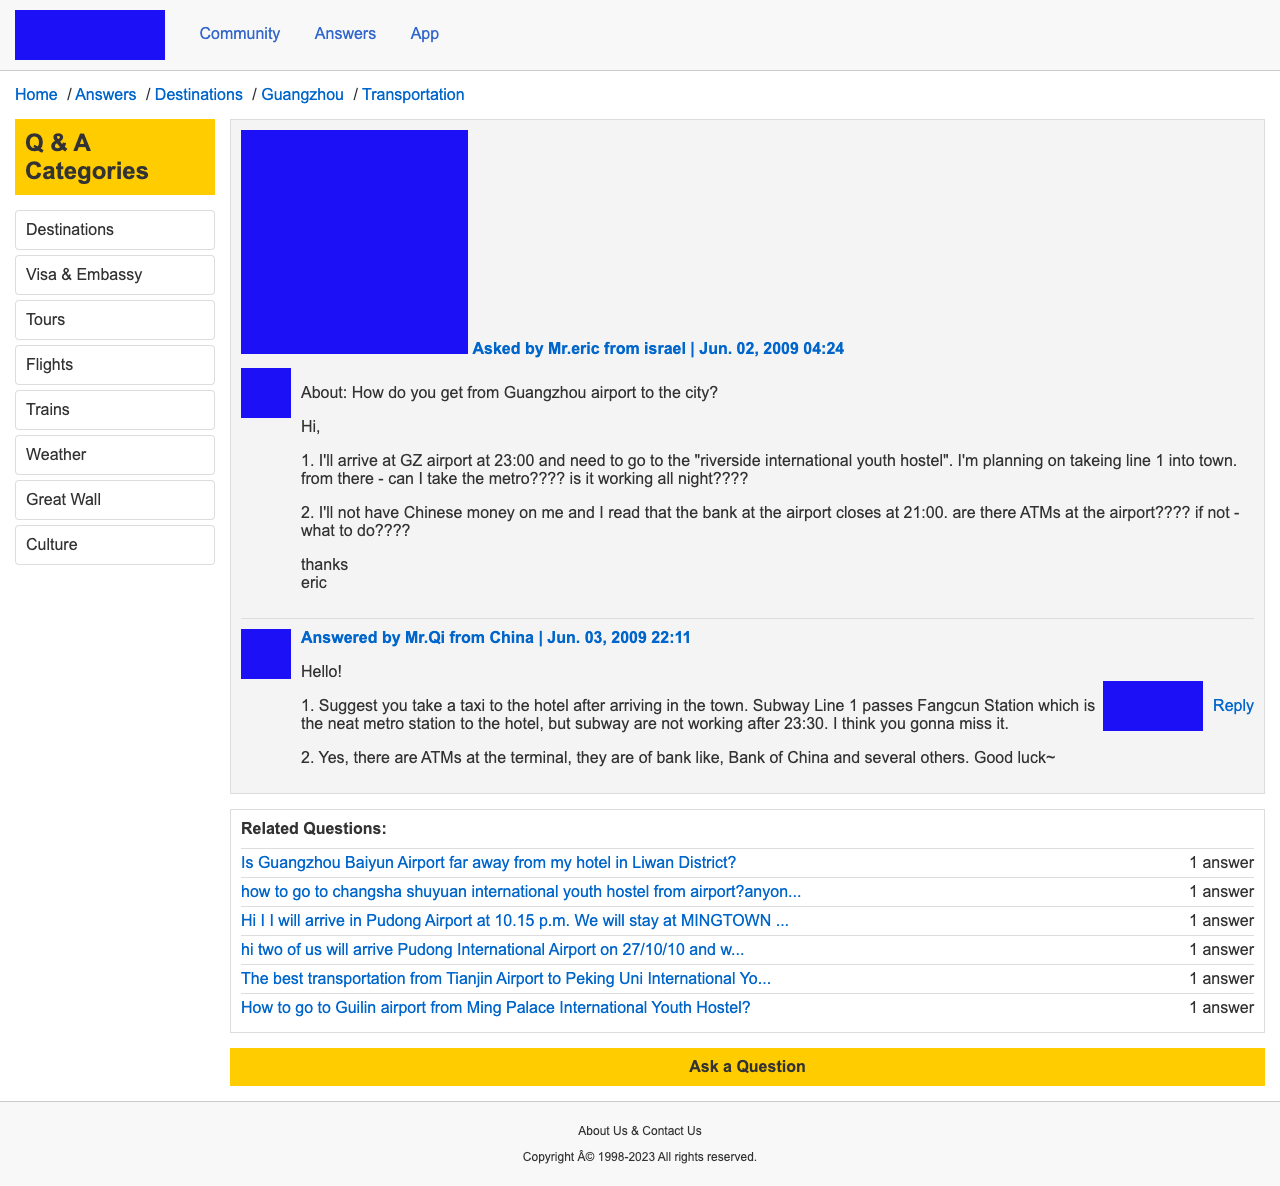 Community Answers App
Home / Answers / Destinations / Guangzhou / Transportation
Q & A
Categories
Destinations
Visa & Embassy
Tours
Flights
Trains
Weather
Great Wall
Culture
Asked by Mr.eric from israel | Jun. 02, 2009 04:24
About: How do you get from Guangzhou airport to the city?
Hi,
1. I'll arrive at GZ airport at 23:00 and need to go to the "riverside international youth hostel". I'm planning on takeing line 1 into town.
from there - can I take the metro???? is it working all night????
2. I'll not have Chinese money on me and I read that the bank at the airport closes at 21:00. are there ATMs at the airport???? if not -
what to do????
thanks
eric
Answered by Mr.Qi from China | Jun. 03, 2009 22:11
Hello!
1. Suggest you take a taxi to the hotel after arriving in the town. Subway Line 1 passes Fangcun Station which is
the neat metro station to the hotel, but subway are not working after 23:30. I think you gonna miss it.
2. Yes, there are ATMs at the terminal, they are of bank like, Bank of China and several others. Good luck~
Reply
Related Questions:
Is Guangzhou Baiyun Airport far away from my hotel in Liwan District? 1 answer
how to go to changsha shuyuan international youth hostel from airport?anyon... 1 answer
Hi I I will arrive in Pudong Airport at 10.15 p.m. We will stay at MINGTOWN ... 1 answer
hi two of us will arrive Pudong International Airport on 27/10/10 and w... 1 answer
The best transportation from Tianjin Airport to Peking Uni International Yo... 1 answer
How to go to Guilin airport from Ming Palace International Youth Hostel? 1 answer
Ask a Question
About Us & Contact Us
Copyright Â© 1998-2023 All rights reserved.